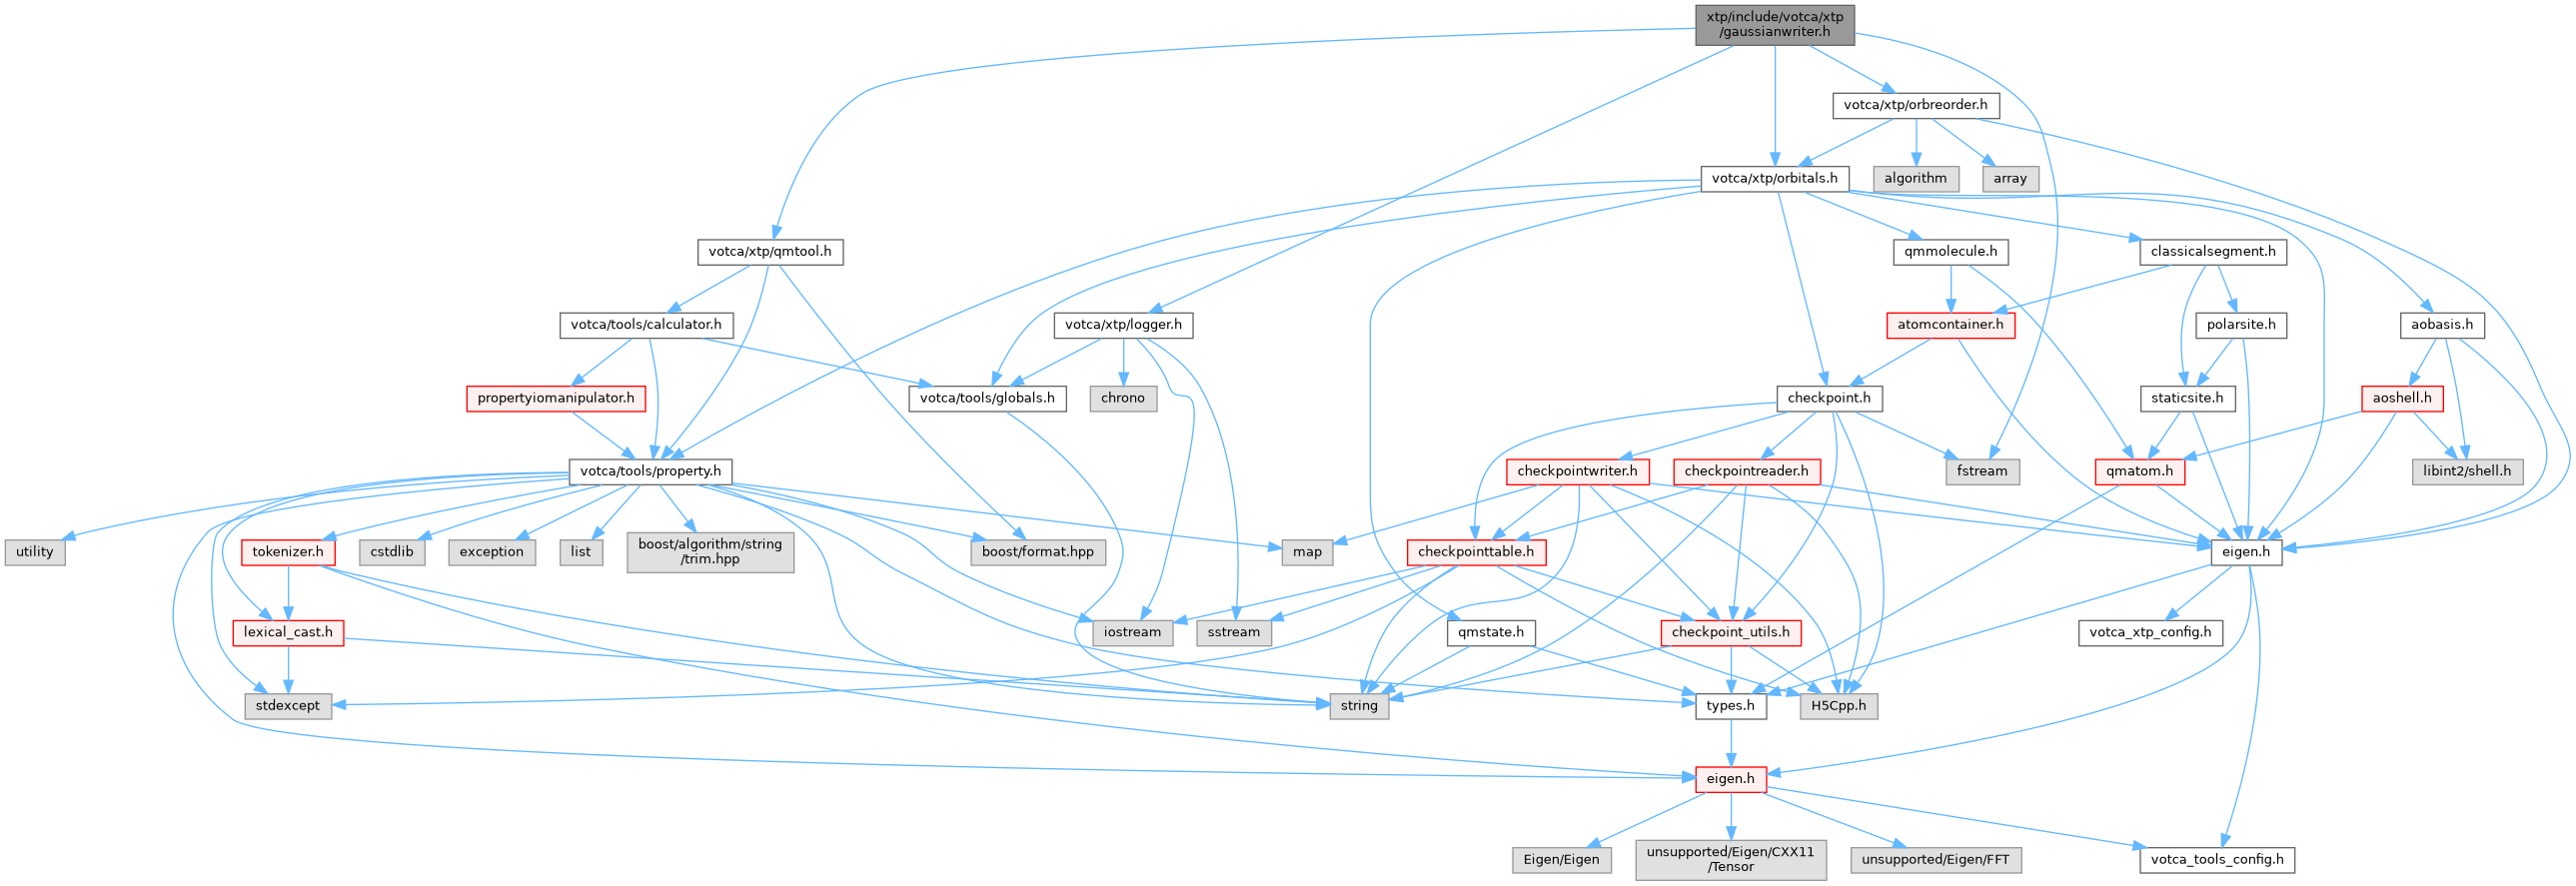 xtp/include/votca/xtp
/gaussianwriter.h
votca/xtp/orbreorder.h
votca/xtp/orbitals.h
algorithm
array
votca/xtp/qmtool.h
qmmolecule.h
classicalsegment.h
votca/tools/calculator.h
votca/xtp/logger.h
atomcontainer.h
polarsite.h
aobasis.h
propertyiomanipulator.h
votca/tools/globals.h
chrono
checkpoint.h
staticsite.h
aoshell.h
votca/tools/property.h
checkpointwriter.h
checkpointreader.h
fstream
qmatom.h
libint2/shell.h
utility
tokenizer.h
cstdlib
exception
list
boost/algorithm/string
/trim.hpp
boost/format.hpp
map
checkpointtable.h
eigen.h
lexical_cast.h
iostream
sstream
qmstate.h
checkpoint_utils.h
votca_xtp_config.h
stdexcept
string
types.h
H5Cpp.h
eigen.h
Eigen/Eigen
unsupported/Eigen/CXX11
/Tensor
unsupported/Eigen/FFT
votca_tools_config.h